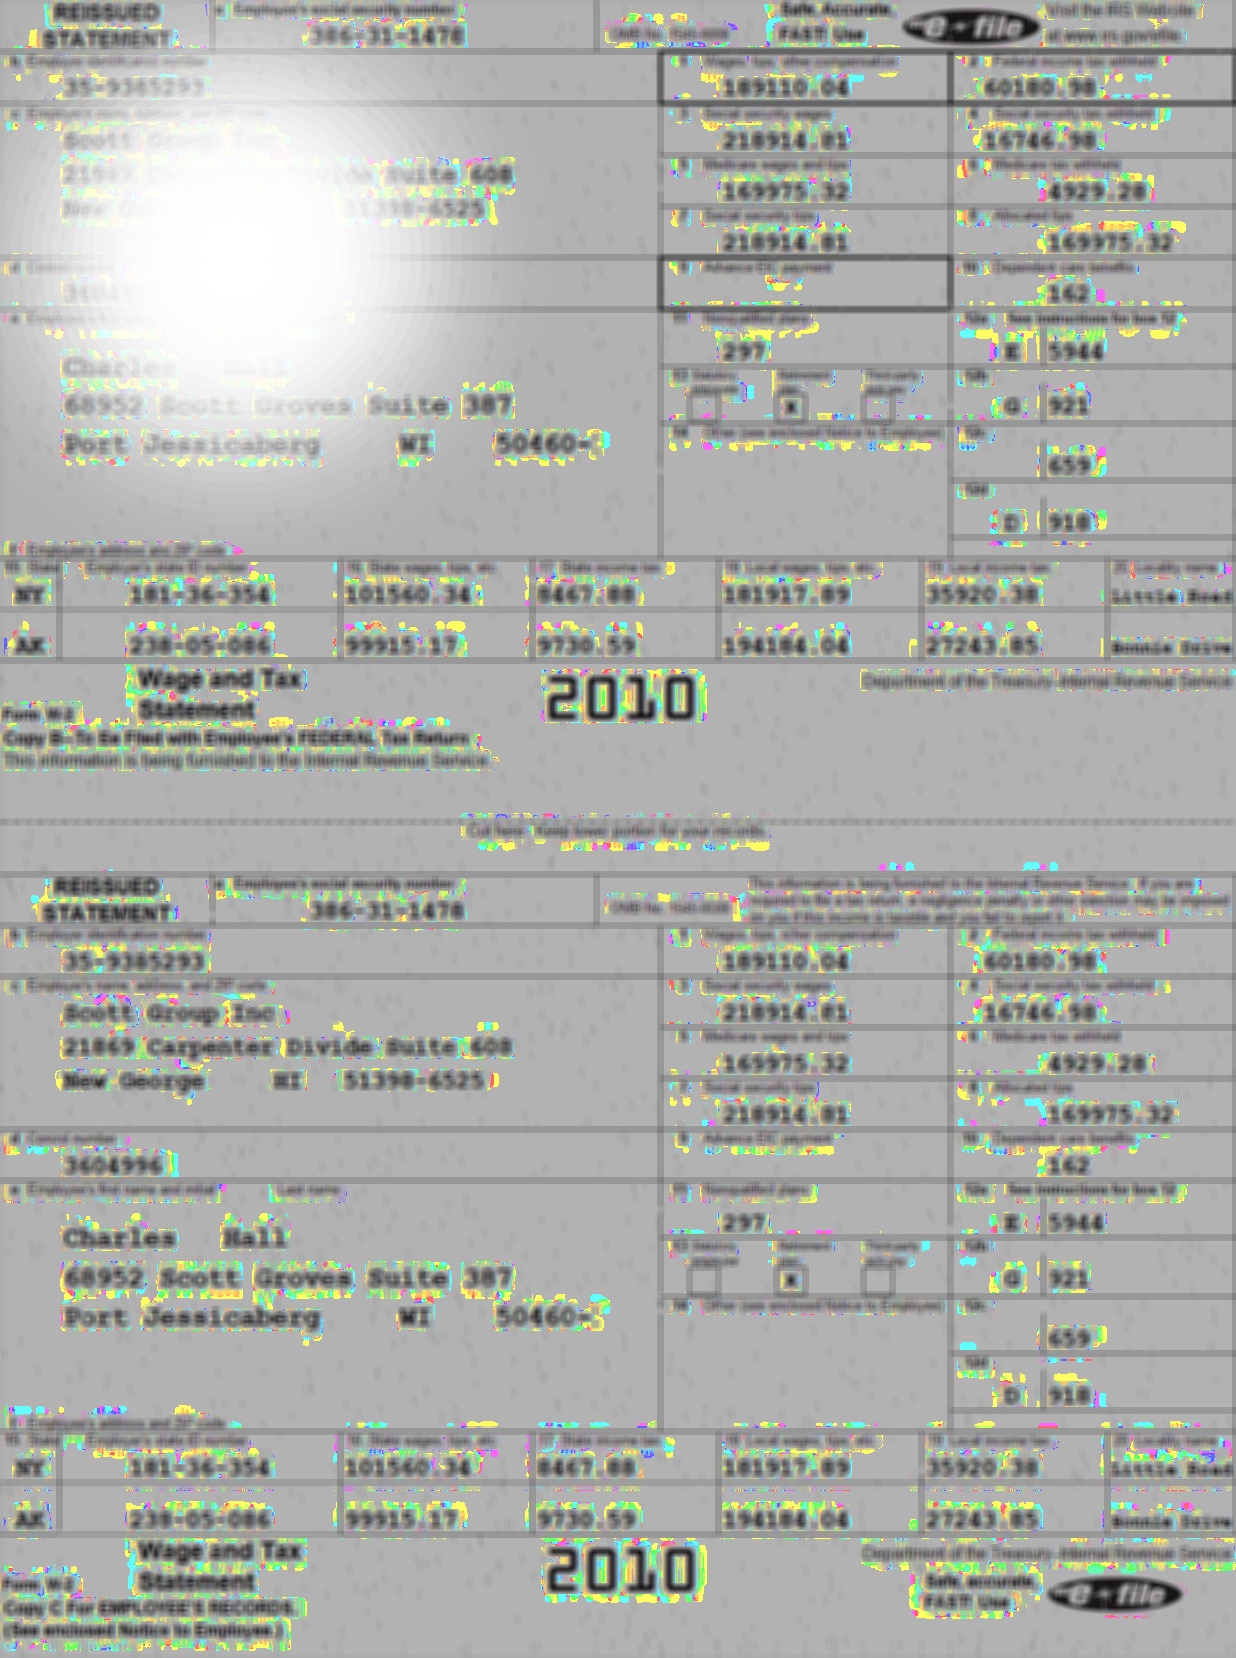 REISSUED STATEMENT
a Employee's social security number
386-31-1478
OMB No. 1545-0008
Safe, Accurate, FAST! Use
e-file
Visit the IRS Website at www.irs.gov/efile
b Employer identification number
35-9385293
1 Wages, tips, other compensation
189110.04
2 Federal income tax withheld
60180.98
3 Social security wages
218914.81
4 Social security tax withheld
16746.98
Scott
Divide Suite 608
New
5 Medicare wages and tips
169975.32
6 Medicare tax withheld
4929.28
7 Social security tips
218914.81
8 Allocated tips
169975.32
9 Advance EIC payment
10 Dependent care benefits
162
11 Nonqualified plans
297
12a See instructions for box 12
E 5944
Charles
68952 Scott Groves Suite 387
Port Jessicaberg WI 50460-
13 Statutory employee
Retirement plan
X
Third-party sick pay
12b
G 921
14 Other (see enclosed Notice to Employee)
12c
659
12d
D 918
f Employee's address and ZIP code
15 State Employer's state ID number
16 State wages, tips, etc.
17 State income tax
18 Local wages, tips, etc.
19 Local income tax
20 Locality name
NY 181-36-354 101560.34 8467.88 181917.89 35920.38 Little Road
AK 238-05-086 99915.17 9730.59 194184.04 27243.85 Bonnie Drive
Form W-2
Wage and Tax Statement
2010
Department of the Treasury-Internal Revenue Service
Copy B-To Be Filed with Employee's FEDERAL Tax Return
This information is being furnished to the Internal Revenue Service.
Cut here. Keep lower portion for your records.
REISSUED STATEMENT
a Employee's social security number
386-31-1478
OMB No. 1545-0008
This information is being furnished to the Internal Revenue Service. If you are
required to file a tax return, a negligence penalty or other sanction may be imposed
on you if this income is taxable and you fail to report it.
b Employer identification number
35-9385293
1 Wages, tips, other compensation
189110.04
2 Federal income tax withheld
60180.98
c Employer's name, address, and ZIP code
Scott Group Inc
21869 Carpenter Divide Suite 608
New George HI 51398-6525
3 Social security wages
218914.81
4 Social security tax withheld
16746.98
5 Medicare wages and tips
169975.32
6 Medicare tax withheld
4929.28
7 Social security tips
218914.81
8 Allocated tips
169975.32
d Control number
3604996
9 Advance EIC payment
10 Dependent care benefits
162
e Employee's first name and initial Last name
Charles Hall
68952 Scott Groves Suite 387
Port Jessicaberg WI 50460-
11 Nonqualified plans
297
12a See instructions for box 12
E 5944
13 Statutory employee
Retirement plan
X
Third-party sick pay
12b
G 921
14 Other (see enclosed Notice to Employee)
12c
659
12d
D 918
f Employee's address and ZIP code
15 State Employer's state ID number
16 State wages, tips, etc.
17 State income tax
18 Local wages, tips, etc.
19 Local income tax
20 Locality name
NY 181-36-354 101560.34 8467.88 181917.89 35920.38 Little Road
AK 238-05-086 99915.17 9730.59 194184.04 27243.85 Bonnie Drive
Form W-2
Wage and Tax Statement
2010
Department of the Treasury-Internal Revenue Service
Copy C For EMPLOYEE'S RECORDS
(See enclosed Notice to Employee.)
Safe, accurate, FAST! Use
e-file